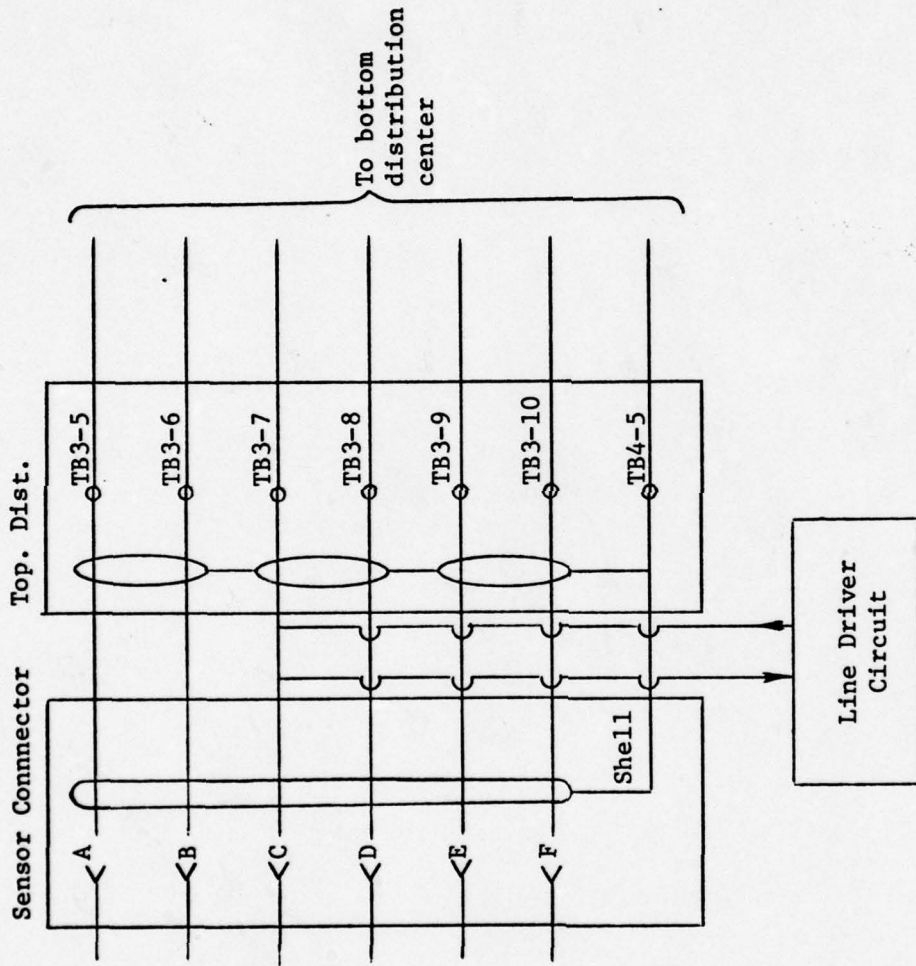 Sensor Connnector
Top. Dist.
A
B
C
D
E
F
Shell
TB3-5
TB3-6
TB3-7
TB3-8
TB3-9
TB3-10
TB4-5
To bottom
distribution
center
Line Driver
Circuit